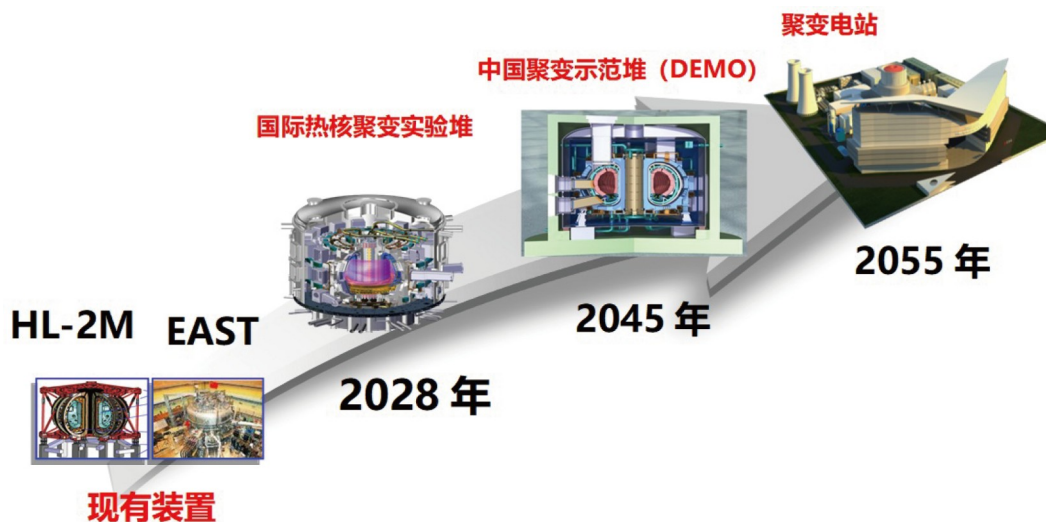 聚变电站
中国聚变示范堆（DEMO）
国际热核聚变实验堆
2055 年
2045 年
HL-2M
EAST
2028 年
现有装置